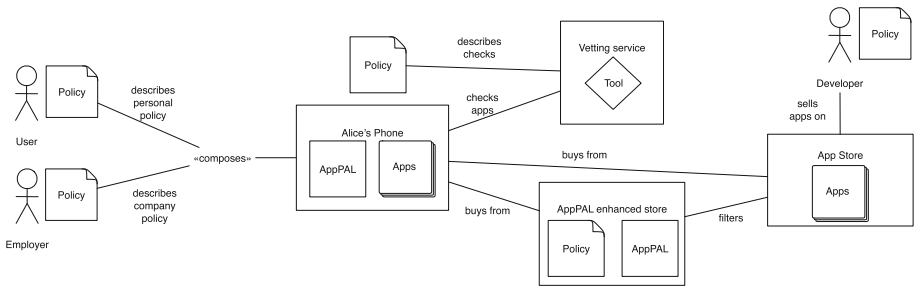 Policy
describes
personal
policy
User
Policy
describes
company
policy
Employer
«composes»
Policy
describes
checks
Vetting service
Tool
checks
apps
Alice's Phone
AppPAL
Apps
buys from
buys from
AppPAL enhanced store
Policy
AppPAL
filters
Policy
Developer
sells
apps on
App Store
Apps